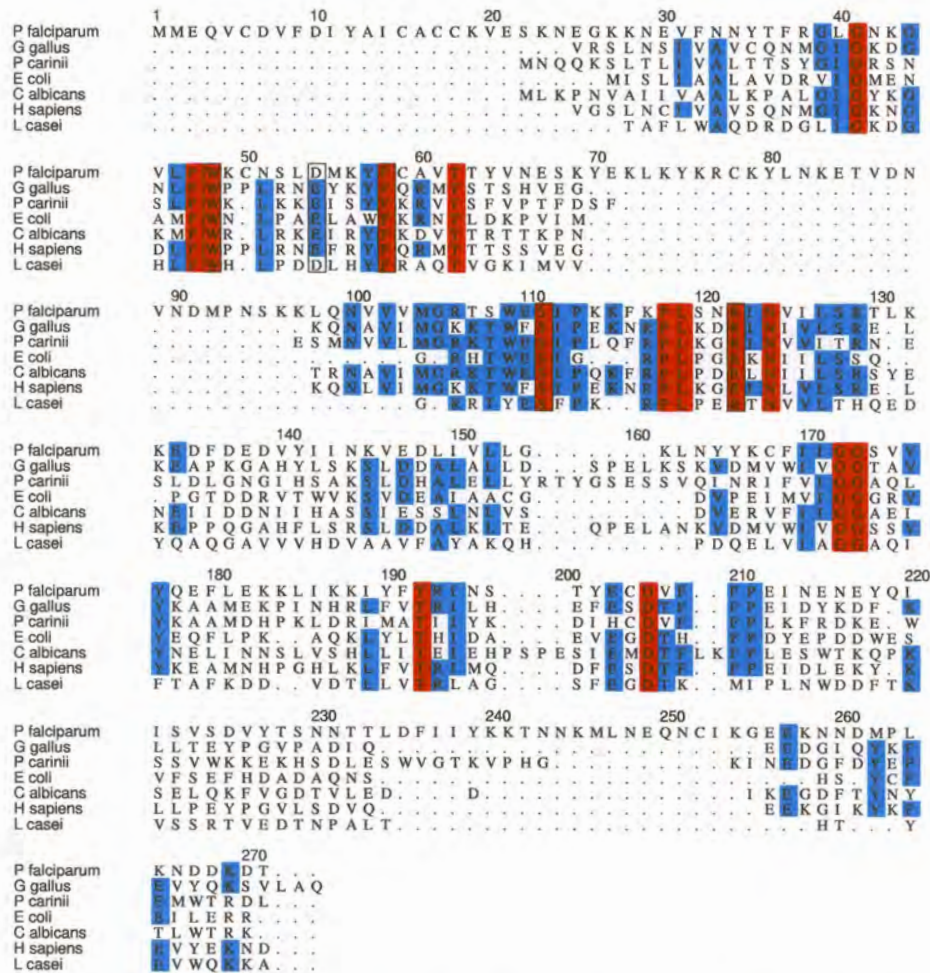 1 10 20 30 40
P falciparum M M E Q V C D V F D I Y A I C A C C K V E S K N E G K K N E V F N N Y T F R G L G N K G
G gallus . . . . . . . . . . . . . . . . . . . . . . . . V R S L N S I V A V C Q N M G I G K D G
P carinii . . . . . . . . . . . . . . . . . . . . . M N Q Q K S L T L I V A L T T S Y G I G R S N
E coli . . . . . . . . . . . . . . . . . . . . . . . . . . M I S L I A A L A V D R V I G M E N
C albicans . . . . . . . . . . . . . . . . . . . . . M L K P N V A I I V A A L K P A L G I G Y K G
H sapiens . . . . . . . . . . . . . . . . . . . . . . . . V G S L N C I V A V S Q N M G I G K N G
L casei . . . . . . . . . . . . . . . . . . . . . . . . . . . T A F L W A Q D R D G L I G K D G
50 60 70 80
P falciparum V L P W K C N S L D M K Y F C A V T T Y V N E S K Y E K L K Y K R C K Y L N K E T V D N
G gallus N L P W P P L R N E Y K Y F Q R M T S T S H V E G . . . . . . . . . . . . . . . . . . .
P carinii S L P W K . L K K E I S Y F K R V T S F V P T F D S F . . . . . . . . . . . . . . . . .
E coli A M P W N . L P A E L A W F K R N T L D K P V I M . . . . . . . . . . . . . . . . . . .
C albicans K M P W R . L R K E I R Y F K D V T T R T T K P N . . . . . . . . . . . . . . . . . . .
H sapiens D L P W P P L R N E F R Y F Q R M T T T S S V E G . . . . . . . . . . . . . . . . . . .
L casei H L P W H . L P D D L H Y F R A Q T V G K I M V V . . . . . . . . . . . . . . . . . . .
90 100 110 120 130
P falciparum V N D M P N S K K L Q N V V V M G R T S W E S I P K K F K P L S N R I N V I L S R T L K
G gallus . . . . . . . . . K Q N A V I M G K K T W F S I P E K N R P L K D R I N I V L S R E . L
P carinii . . . . . . . . E S M N V V L M G R K T W E S I P L Q F R P L K G R I N V V I T R N . E
E coli . . . . . . . . . . . . . . . G . R H T W E S I G . . . R P L P G R K N I I L S S Q . .
C albicans . . . . . . . . . T R N A V I M G R K T W E S I P Q K F R P L P D R L N I I L S R S Y E
H sapiens . . . . . . . . . K Q N L V I M G K K T W F S I P E K N R P L K G R I N L V L S R E . L
L casei . . . . . . . . . . . . . . . G . R R T Y E S F P K . . R P L P E R T N V V L T H Q E D
140 150 160 170
P falciparum K E D F D E D V Y I I N K V E D L I V L L G . . . . . . . . K L N Y Y K C F I I G G S V V
G gallus K E A P K G A H Y L S K S L D D A L A L L D . . . S P E L K S K V D M V W I V G G T A V
P carinii S L D L G N G I H S A K S L D H A L E L L Y R T Y G S E S S V Q I N R I F V I G G A Q L
E coli . P G T D D R V T W V K S V D E A I A A C G . . . . . . . . . D V P E I M V I G G G R V
C albicans N E I I D D N I I H A S S I E S S L N L V S . . . . . . . . . D V E R V F I I G G A E I
H sapiens K E P P Q G A H F L S R S L D D A L K L T E . . . Q P E L A N K V D M V W I V G G S S V
L casei Y Q A Q G A V V V H D V A A V F A Y A K Q H . . . . . . . . . P D Q E L V I A G G A Q I
180 190 200 210 220
P falciparum Y Q E F L E K K L I K K I Y F T R I N S . . . . T Y E C D V F . F P E I N E N E Y Q I
G gallus Y K A A M E K P I N H R L F V T R I L H . . . . E F E S D T F . F P E I D Y K D F . K
P carinii Y K A A M D H P K L D R I M A T I I Y K . . . . D I H C D V F . F P L K F R D K E . W
E coli Y E Q F L P K . . A Q K L Y L T H I D A . . . . E V E G D T H . F P D Y E P D D W E S
C albicans Y N E L I N N S L V S H L L I T E I E H P S P E S I E M D T F L K F P L E S W T K Q P K
H sapiens Y K E A M N H P G H L K L F V T R I M Q . . . . D F E S D T F . F P E I D L E K Y . K
L casei F T A F K D D . . V D T L L V T R L A G . . . . S F E G D T K . M I P L N W D D F T K
230 240 250 260
P falciparum I S V S D V Y T S N N T T L D F I I Y K K T N N K M L N E Q N C I K G E E K N N D M P L
G gallus L L T E Y P G V P A D I Q . . . . . . . . . . . . . . . . . . . . . . E E D G I Q Y K F
P carinii S S V W K K E K H S D L E S W V G T K V P H G . . . . . . . . . . . K I N E D G F D Y E F
E coli V F S E F H D A D A Q N S . . . . . . . . . . . . . . . . . . . . . . . . . H S . Y C F
C albicans S E L Q K F V G D T V L E D . . . . D . . . . . . . . . . . . . . . I K E G D F T Y N Y
H sapiens L L P E Y P G V L S D V Q . . . . . . . . . . . . . . . . . . . . . . E E K G I K Y K F
L casei V S S R T V E D T N P A L T . . . . . . . . . . . . . . . . . . . . . . . . H T . . Y
270
P falciparum K N D D K D T . . .
G gallus E V Y Q K S V L A Q
P carinii E M W T R D L . . .
E coli E I L E R R . . . .
C albicans T L W T R K . . . .
H sapiens E V Y E K N D . . .
L casei E V W Q K K A . . .